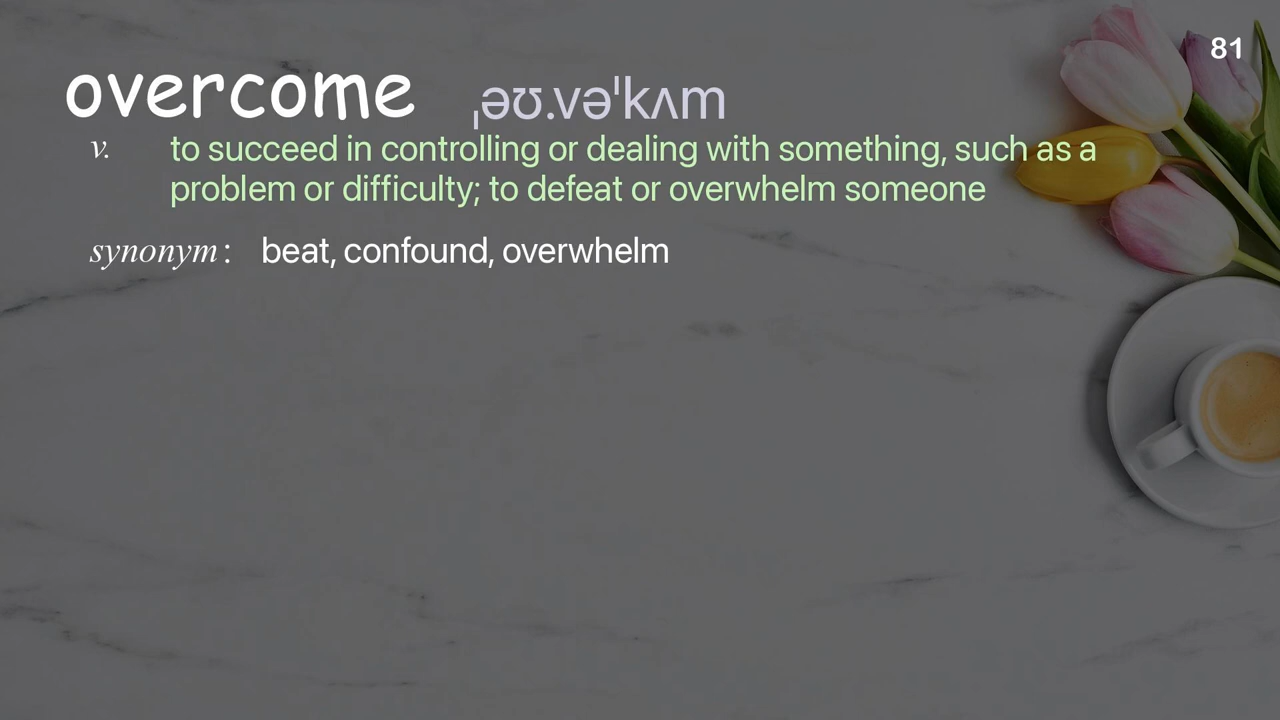 81
overcome ˌəʊ.vəˈkʌm
v. to succeed in controlling or dealing with something, such as a
problem or difficulty; to defeat or overwhelm someone
synonym: beat, confound, overwhelm